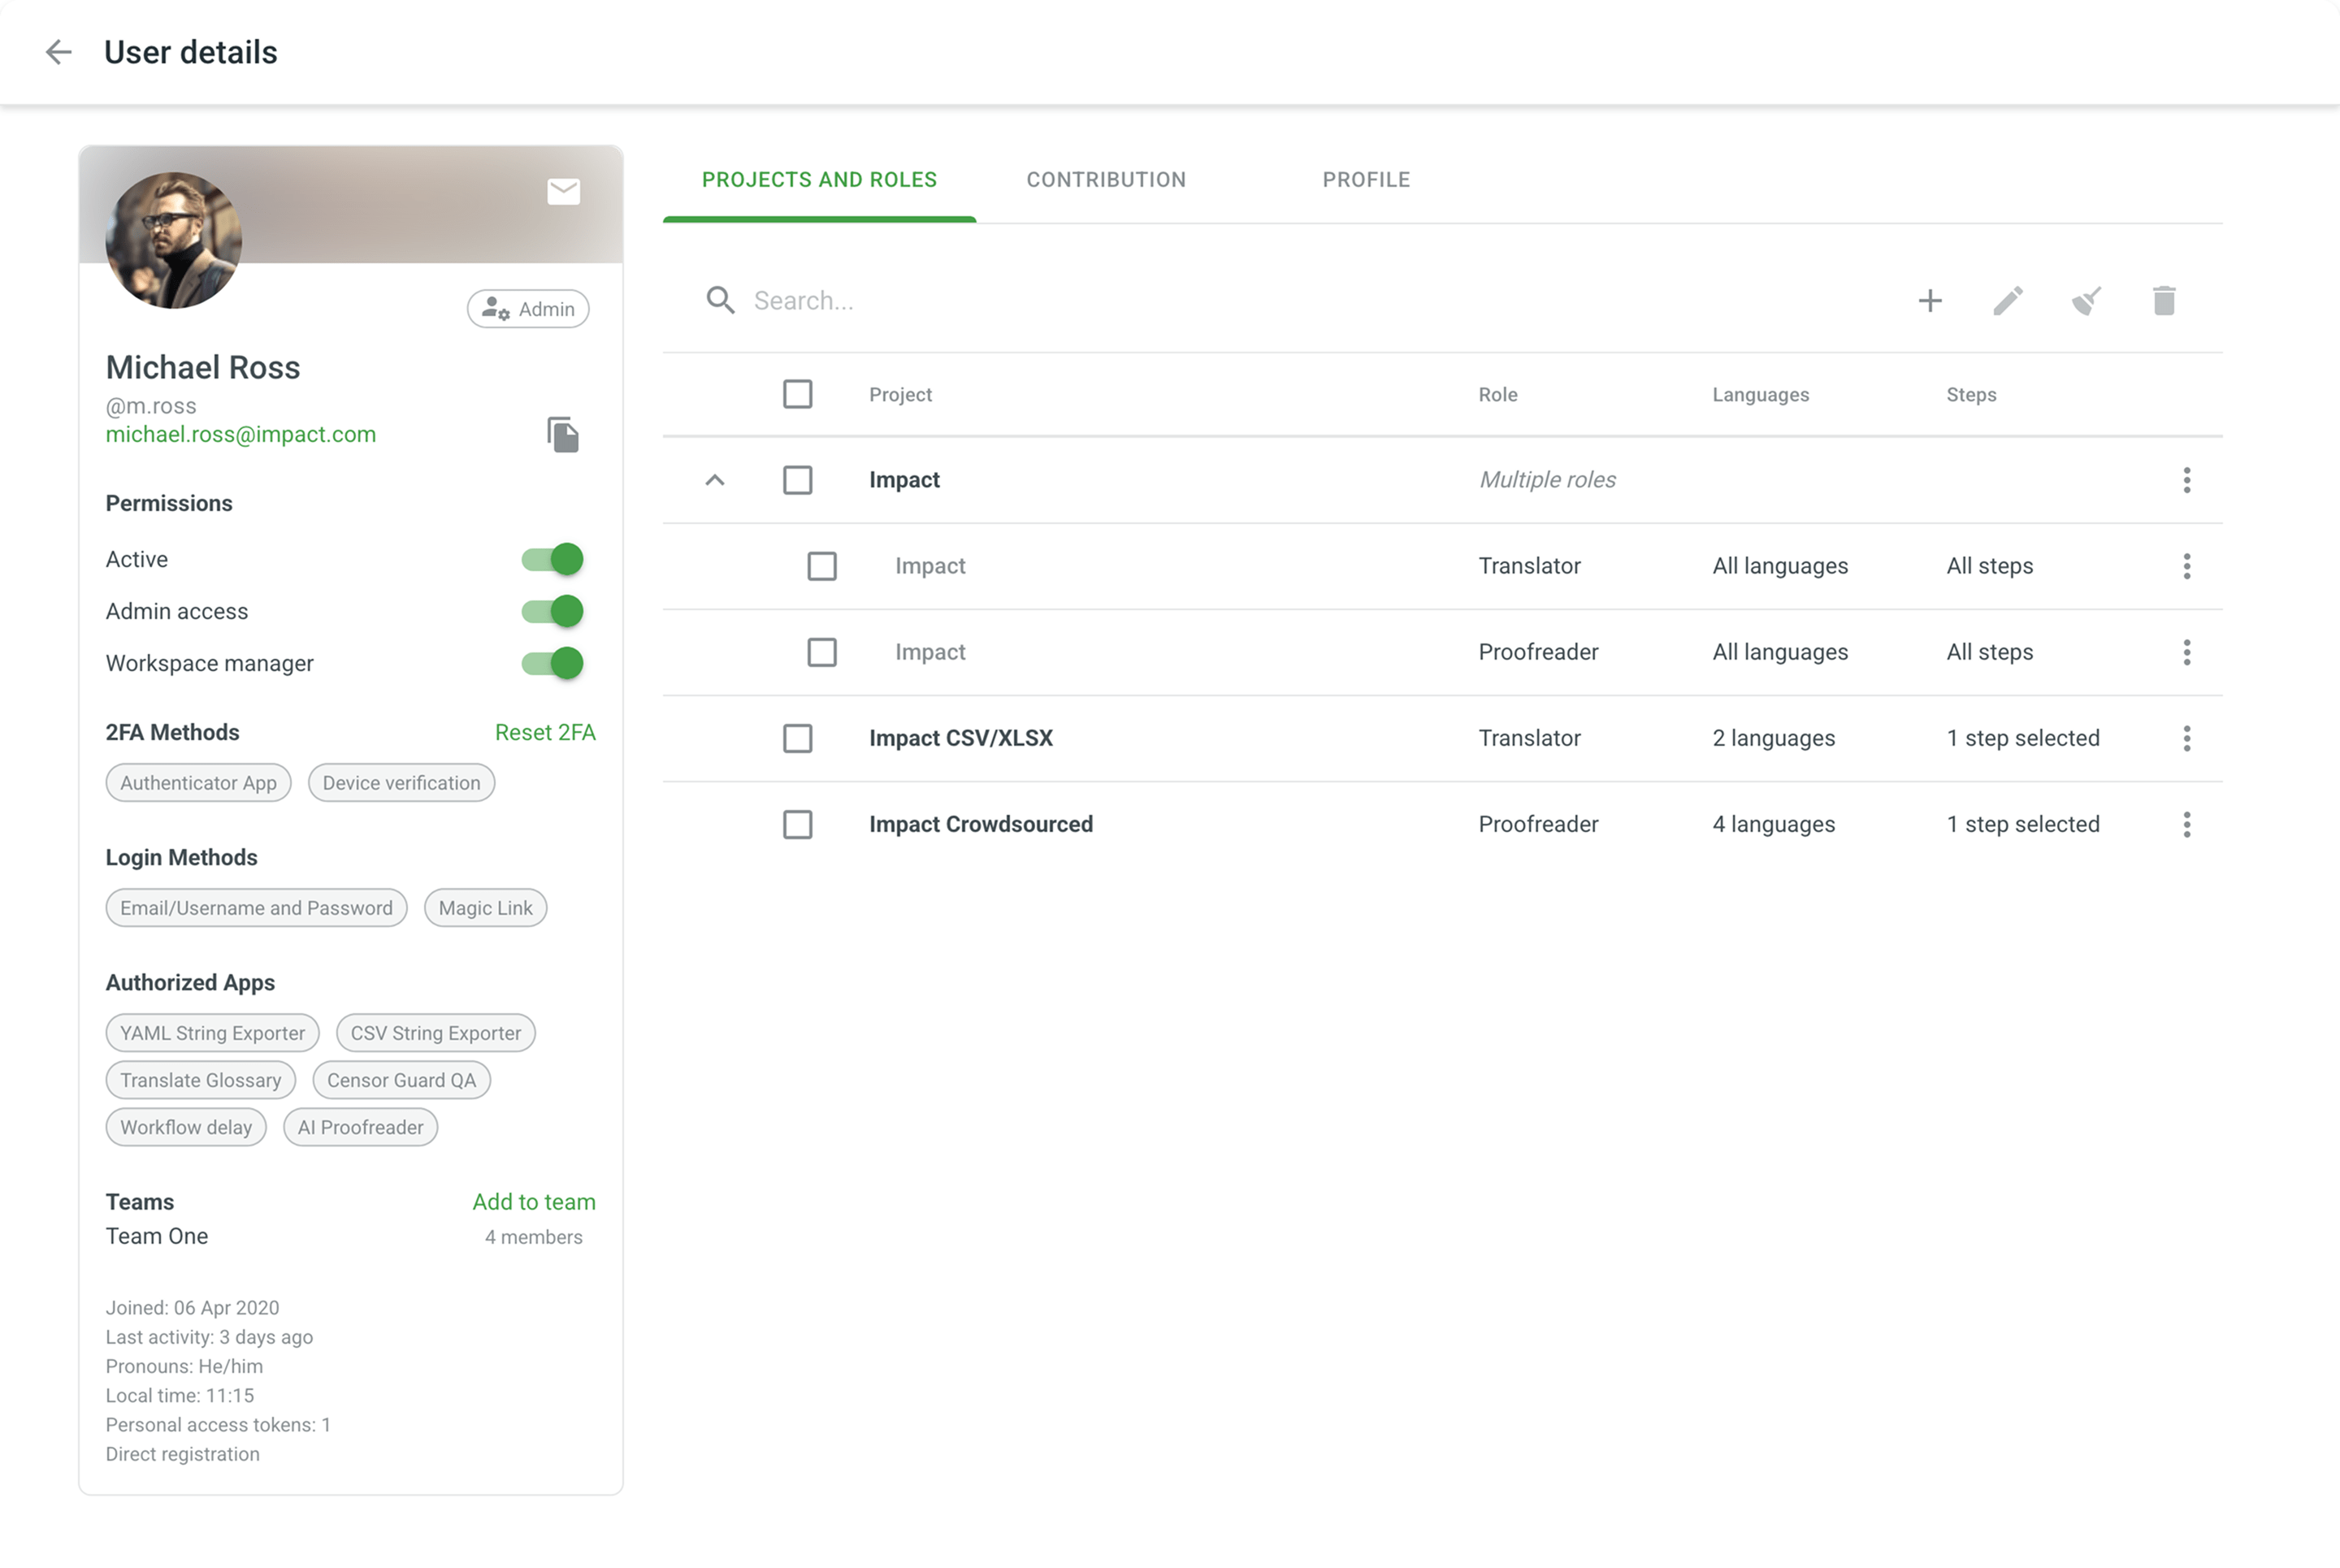 User details
Admin
Michael Ross
@m.ross
michael.ross@impact.com
Permissions
Active
Admin access
Workspace manager
2FA Methods Reset 2FA
Authenticator App Device verification
Login Methods
Email/Username and Password Magic Link
Authorized Apps
YAML String Exporter CSV String Exporter
Translate Glossary Censor Guard QA
Workflow delay AI Proofreader
Teams Add to team
Team One 4 members
Joined: 06 Apr 2020
Last activity: 3 days ago
Pronouns: He/him
Local time: 11:15
Personal access tokens: 1
Direct registration
PROJECTS AND ROLES CONTRIBUTION PROFILE
Search...
Project Role Languages Steps
Impact Multiple roles
Impact Translator All languages All steps
Impact Proofreader All languages All steps
Impact CSV/XLSX Translator 2 languages 1 step selected
Impact Crowdsourced Proofreader 4 languages 1 step selected